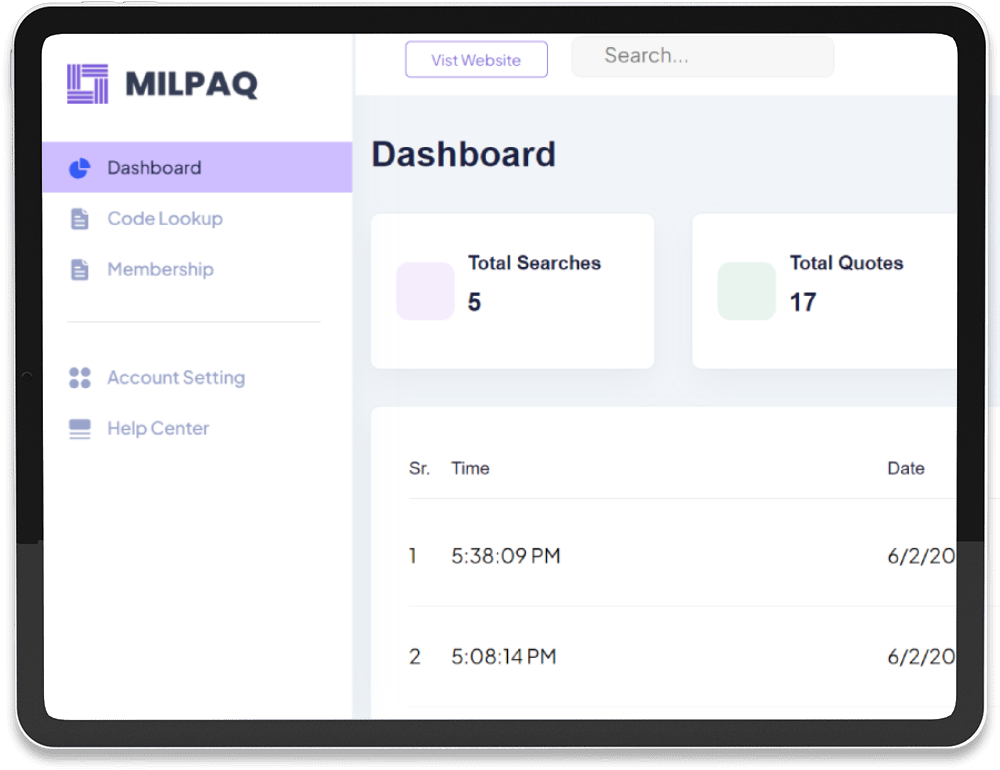 MILPAQ
Vist Website
Search...
Dashboard
Code Lookup
Membership
Account Setting
Help Center
Dashboard
Total Searches
5
Total Quotes
17
Sr. Time Date
1 5:38:09 PM 6/2/20
2 5:08:14 PM 6/2/20